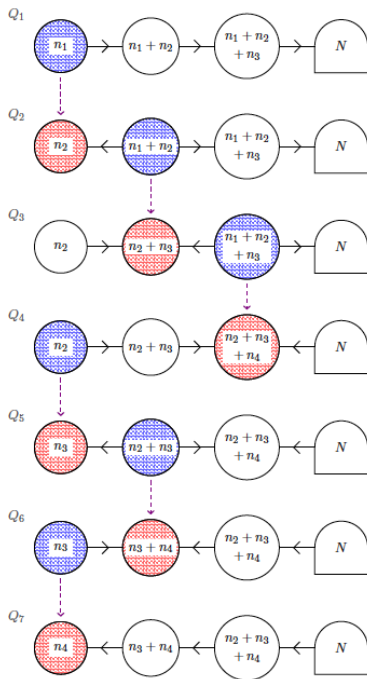 Q₁
n₁ n₁ + n₂ n₁ + n₂ + n₃ N
Q₂
n₂ n₁ + n₂ n₁ + n₂ + n₃ N
Q₃
n₂ n₂ + n₃ n₁ + n₂ + n₃ N
Q₄
n₂ n₂ + n₃ n₂ + n₃ + n₄ N
Q₅
n₃ n₂ + n₃ n₂ + n₃ + n₄ N
Q₆
n₃ n₃ + n₄ n₂ + n₃ + n₄ N
Q₇
n₄ n₃ + n₄ n₂ + n₃ + n₄ N